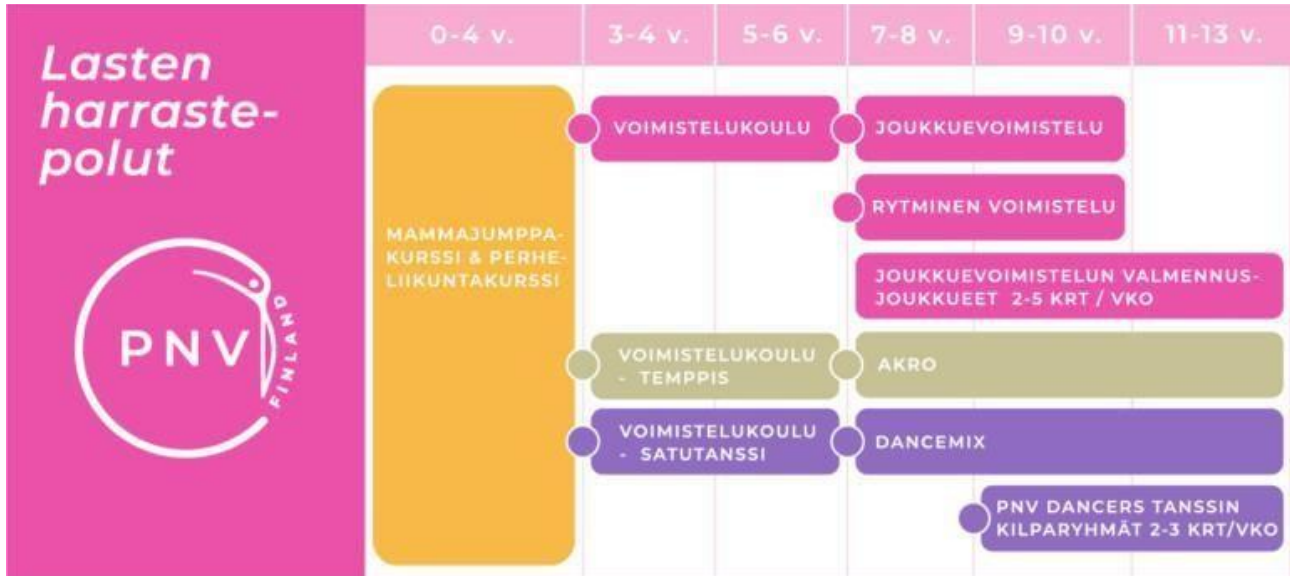 Lasten
harraste-
polut
PNV
FINLAND
0-4 v.
3-4 v.
5-6 v.
7-8 v.
9-10 v.
11-13 v.
MAMMAJUMPPA-
KURSSI & PERHE-
LIIKUNTAKURSSI
VOIMISTELUKOULU
JOUKKUEVOIMISTELU
RYTMINEN VOIMISTELU
JOUKKUEVOIMISTELUN VALMENNUS-
JOUKKUEET 2-5 KRT / VKO
VOIMISTELUKOULU
- TEMPPIS
AKRO
VOIMISTELUKOULU
- SATUTANSSI
DANCEMIX
PNV DANCERS TANSSIN
KILPARYHMÄT 2-3 KRT/VKO